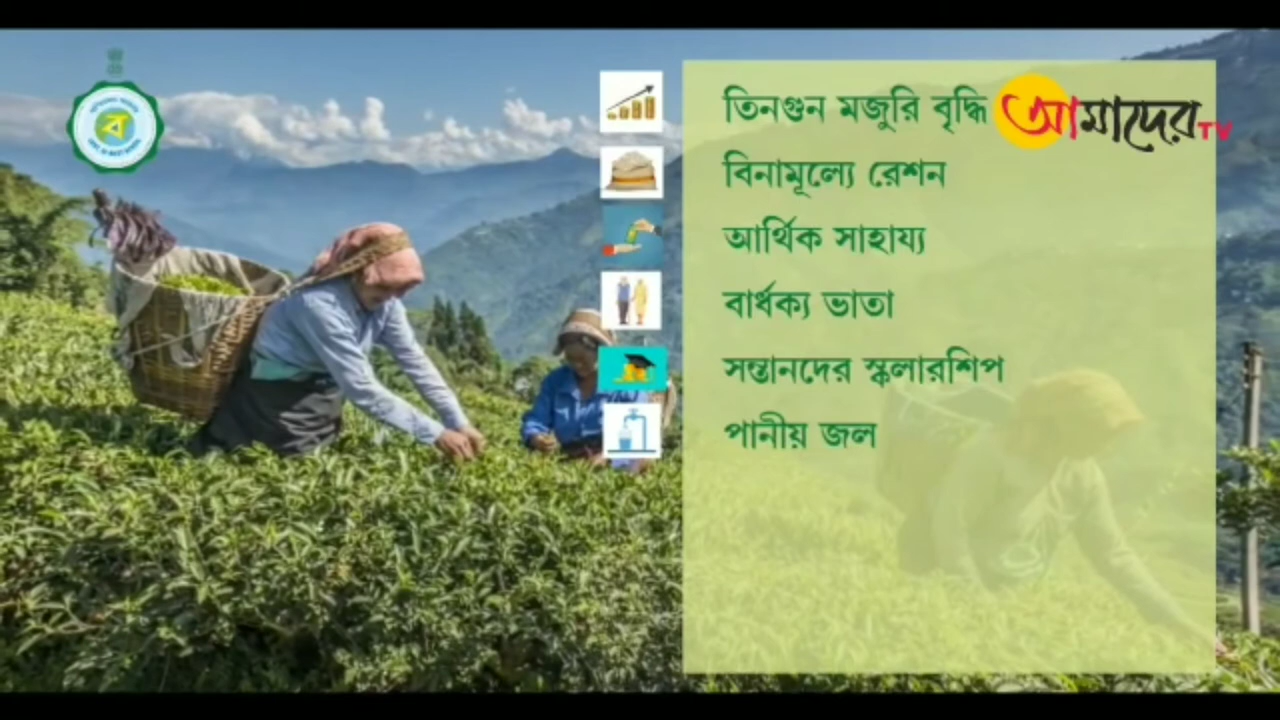 তিনগুন মজুরি বৃদ্ধি
আমাদের TV
বিনামূল্যে রেশন
আর্থিক সাহায্য
বার্ধক্য ভাতা
সন্তানদের স্কলারশিপ
পানীয় জল
ব